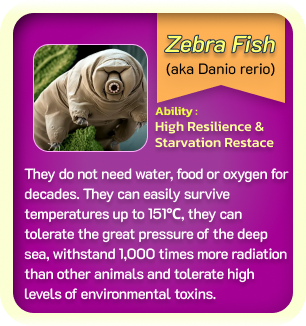 Zebra Fish
(aka Danio rerio)
Ability :
High Resilience &
Starvation Restace
They do not need water, food or oxygen for
decades. They can easily survive
temperatures up to 151℃, they can
tolerate the great pressure of the deep
sea, withstand 1,000 times more radiation
than other animals and tolerate high
levels of environmental toxins.